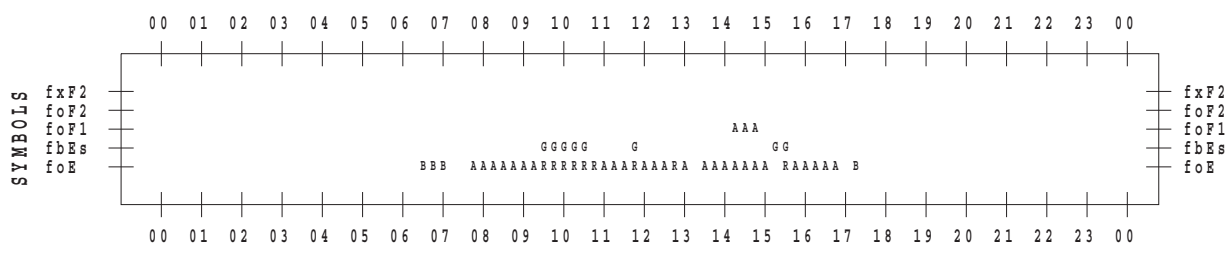 00 01 02 03 04 05 06 07 08 09 10 11 12 13 14 15 16 17 18 19 20 21 22 23 00
SYMBOLS
fxF2 fxF2
foF2 foF2
foF1 AAA foF1
fbEs GGGGG G GG fbEs
foE BBB AAAAAAARRRRRRAAARAAARA AAAAAAA RAAAAA B foE
00 01 02 03 04 05 06 07 08 09 10 11 12 13 14 15 16 17 18 19 20 21 22 23 00